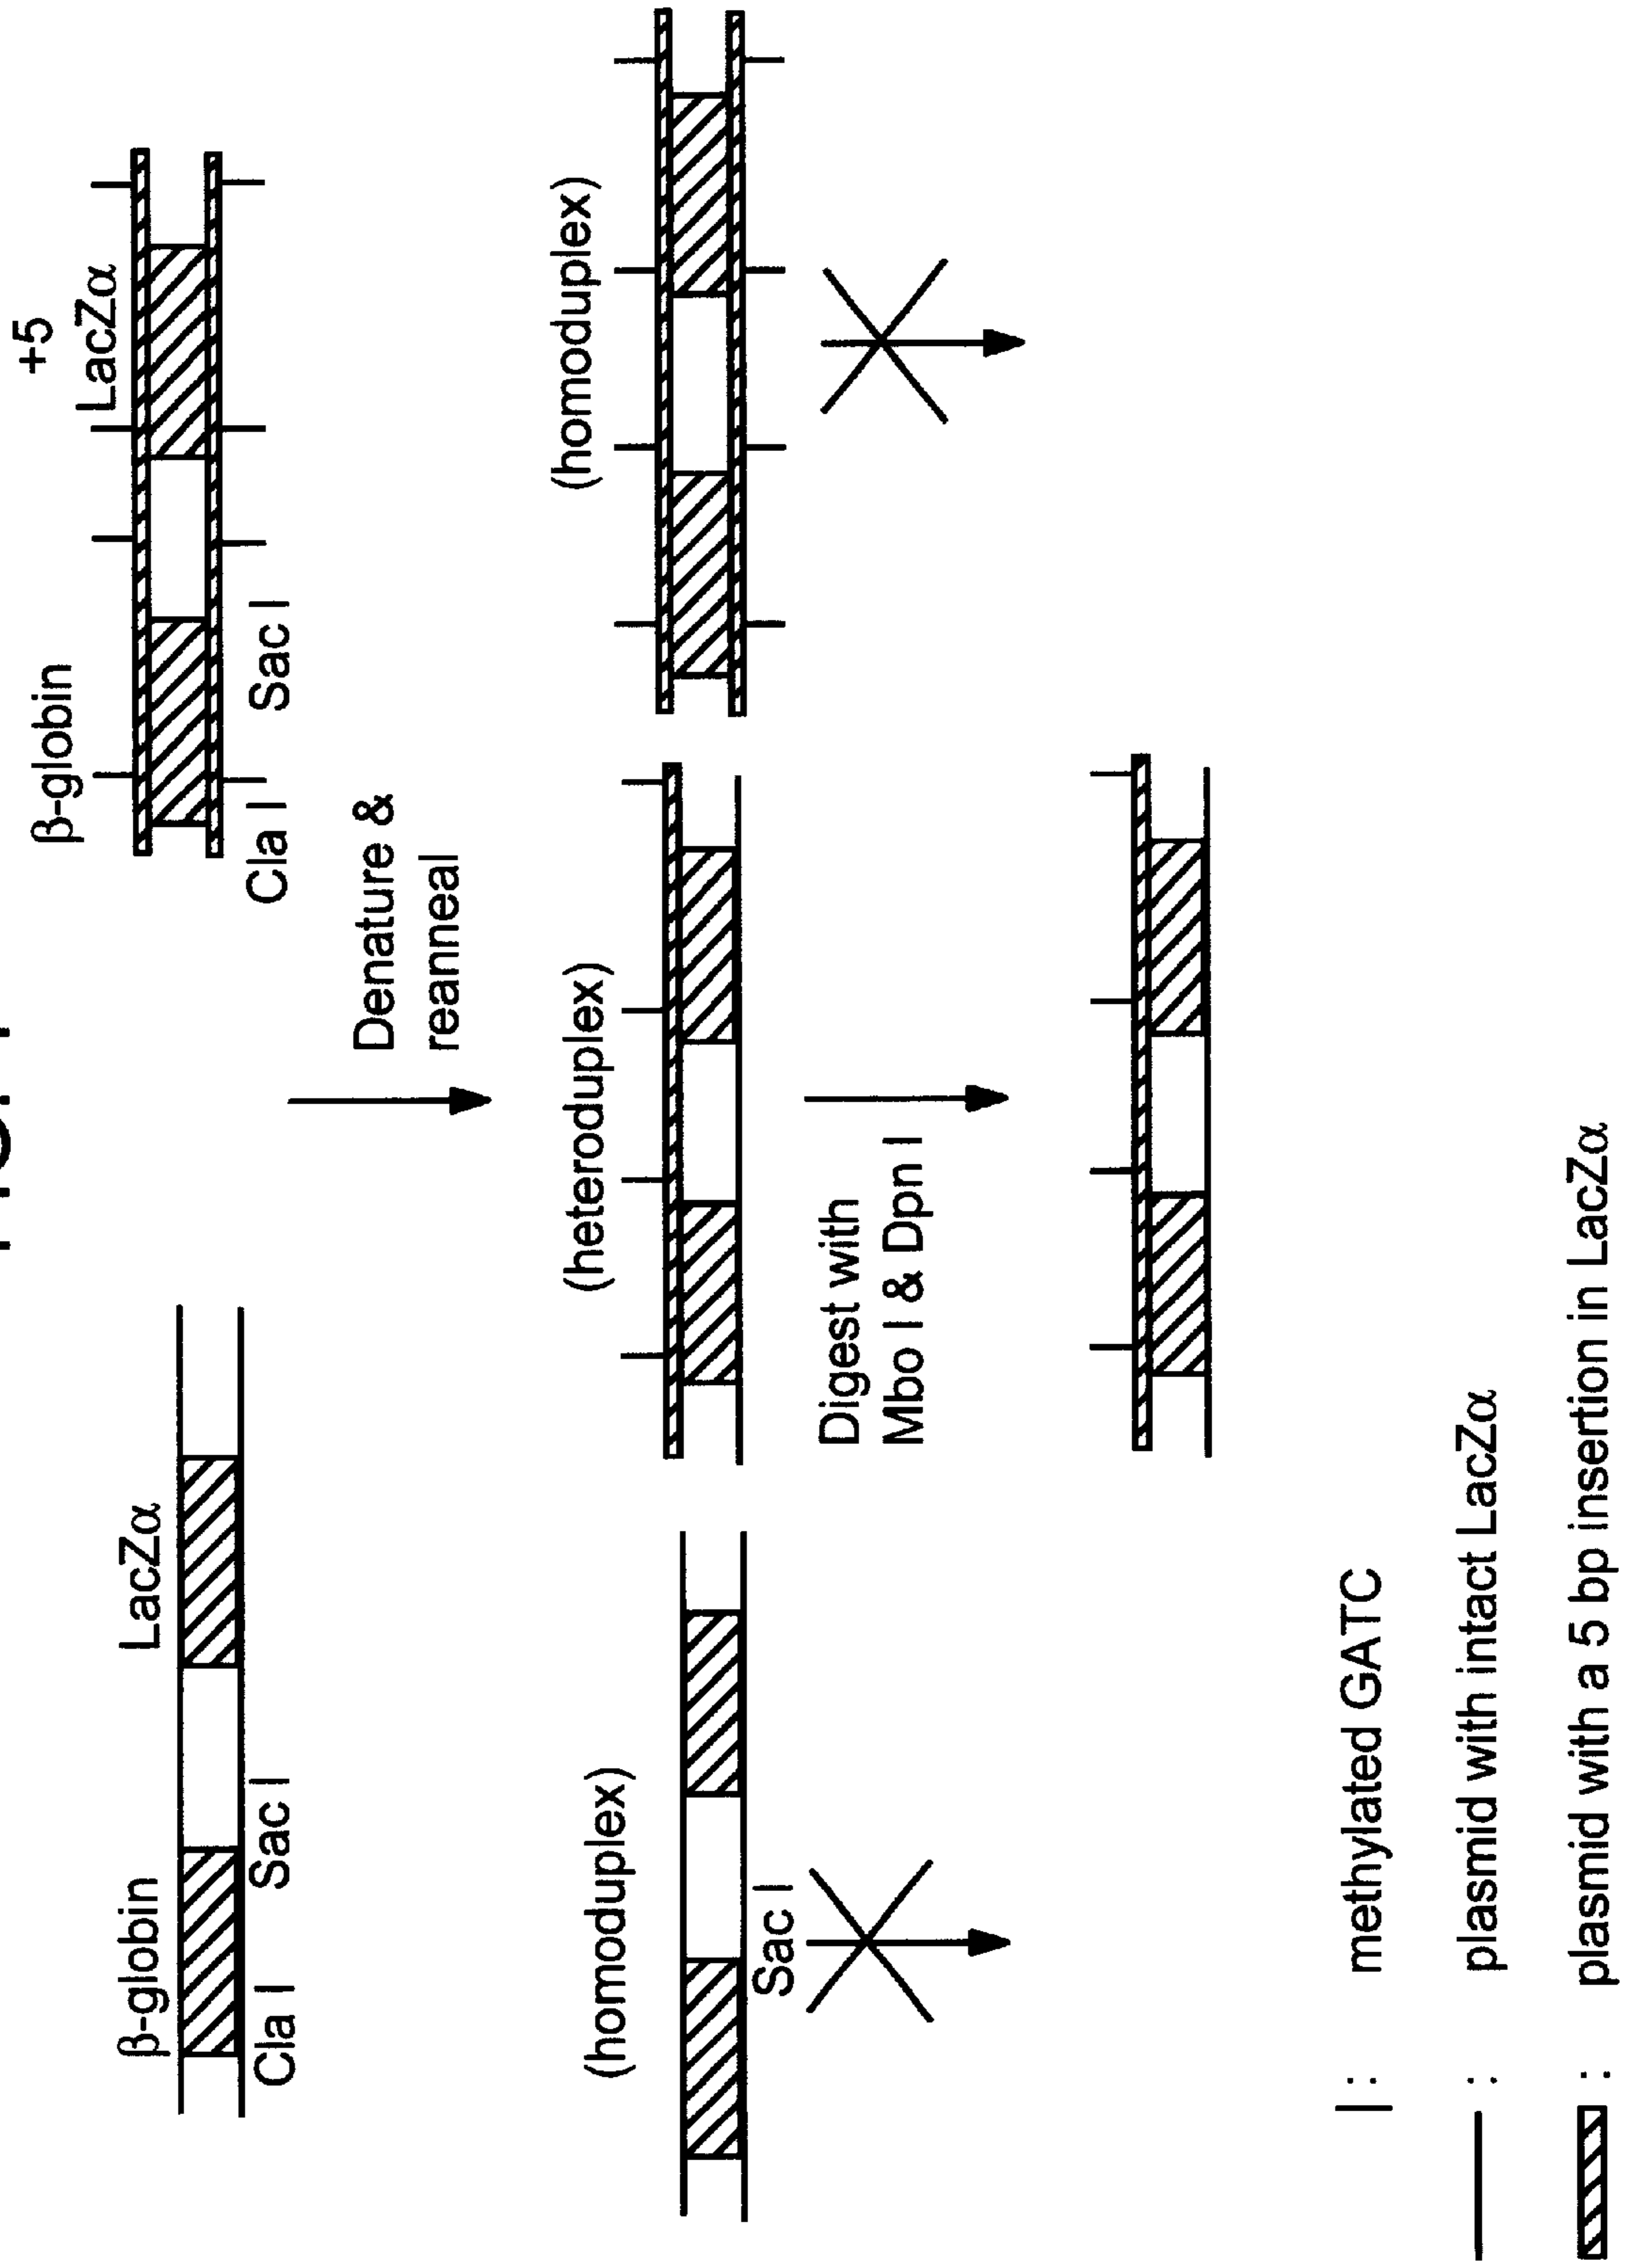 β-globin LacZα
Cla I Sac I
+5
β-globin LacZα
Cla I Sac I
Denature &
reanneal
(homoduplex)
(heteroduplex)
(homoduplex)
Sac I
Digest with
Mbo I & Dpn I
| : methylated GATC
: plasmid with intact LacZα
: plasmid with a 5 bp insertion in LacZα